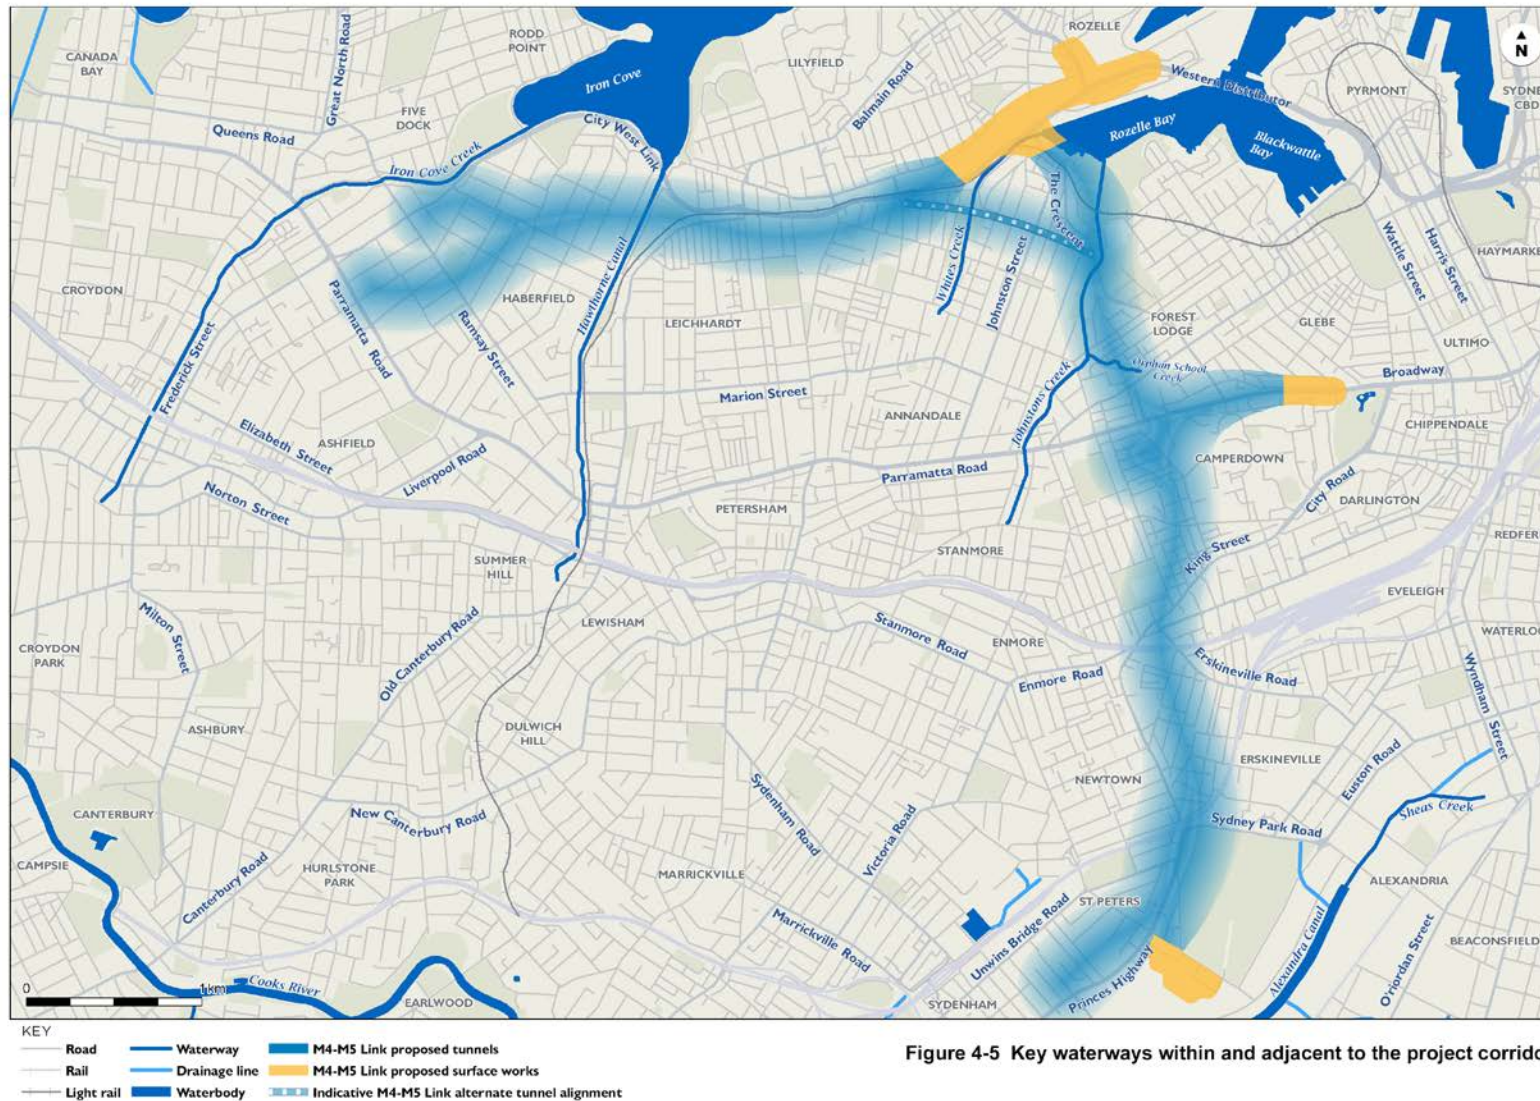 ROZELLE
N
RODD
POINT
CANADA
BAY
Great North Road
Iron Cove
LILYFIELD
Balmain Road
Western Distributor
PYRMONT
SYDNE
CBD
FIVE
DOCK
Queens Road
City West Link
Rozelle Bay
Blackwattle
Bay
Iron Cove Creek
The Crescent
Wattle Street
Harris Street
HAYMARKE
CROYDON
HABERFIELD
Hawthorne Canal
Whites Creek
Johnston Street
Parramatta Road
Ramsay Street
LEICHHARDT
FOREST
LODGE
GLEBE
ULTIMO
Frederick Street
Orphan School
Creek
Broadway
Marion Street
Johnstons Creek
ANNANDALE
CHIPPENDALE
Elizabeth Street
ASHFIELD
Liverpool Road
Parramatta Road
CAMPERDOWN
City Road
DARLINGTON
Norton Street
PETERSHAM
REDFER
SUMMER
HILL
STANMORE
King Street
EVELEIGH
Milton Street
LEWISHAM
Stanmore Road
ENMORE
WATERLO
CROYDON
PARK
Old Canterbury Road
Enmore Road
Erskineville Road
Wyndham Street
ASHBURY
DULWICH
HILL
ERSKINEVILLE
NEWTOWN
Euston Road
Sydenham Road
CANTERBURY
New Canterbury Road
Victoria Road
Sydney Park Road
Sheas Creek
CAMPSIE
Canterbury Road
HURLSTONE
PARK
MARRICKVILLE
ALEXANDRIA
ST PETERS
Marrickville Road
Unwins Bridge Road
Alexandra Canal
O'riordan Street
BEACONSFIELD
0
1km
Cooks River
EARLWOOD
SYDENHAM
Princes Highway
KEY
Road
Waterway
M4-M5 Link proposed tunnels
Rail
Drainage line
M4-M5 Link proposed surface works
Light rail
Waterbody
Indicative M4-M5 Link alternate tunnel alignment
Figure 4-5 Key waterways within and adjacent to the project corrido